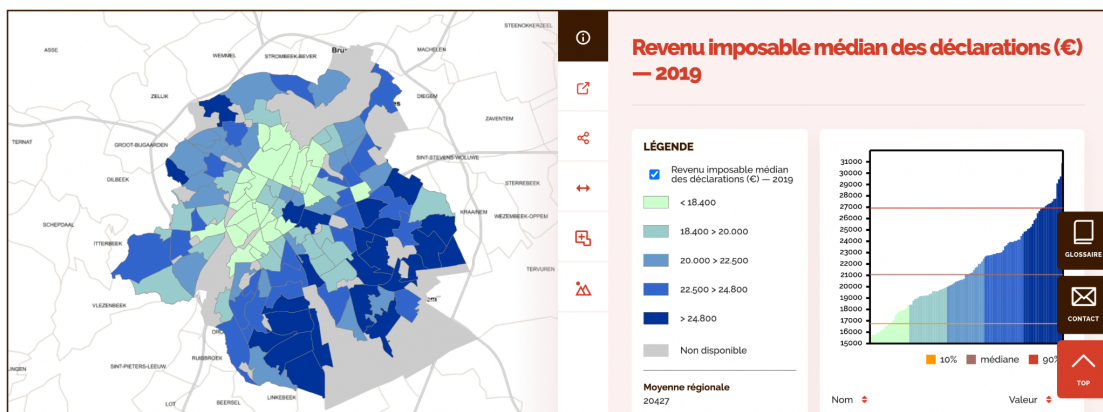 STEENOKKERZEEL
ASSE
WEMMEL
STROMBEEK-BEVER
MACHELEN
ZELLIK
DIEGEM
ZAVENTEM
TERNAT
GROOT-BIJGAARDEN
SINT-STEVENS-WOLUWE
DILBEEK
STERREBEEK
KRAAINEM
WEZEMBEEK-OPPEM
SCHEPDAAL
ITTERBEEK
TERVUREN
VLEZENBEEK
RUISBROEK
SINT-PIETERS-LEEUW
LINKEBEEK
LOT
BEERSEL
Revenu imposable médian des déclarations (€)
— 2019
LÉGENDE
Revenu imposable médian
des déclarations (€) — 2019
< 18.400
18.400 > 20.000
20.000 > 22.500
22.500 > 24.800
> 24.800
Non disponible
Moyenne régionale
20427
31000
30000
29000
28000
27000
26000
25000
24000
23000
22000
21000
20000
19000
18000
17000
16000
15000
10%
médiane
90%
Nom
Valeur
GLOSSAIRE
CONTACT
TOP